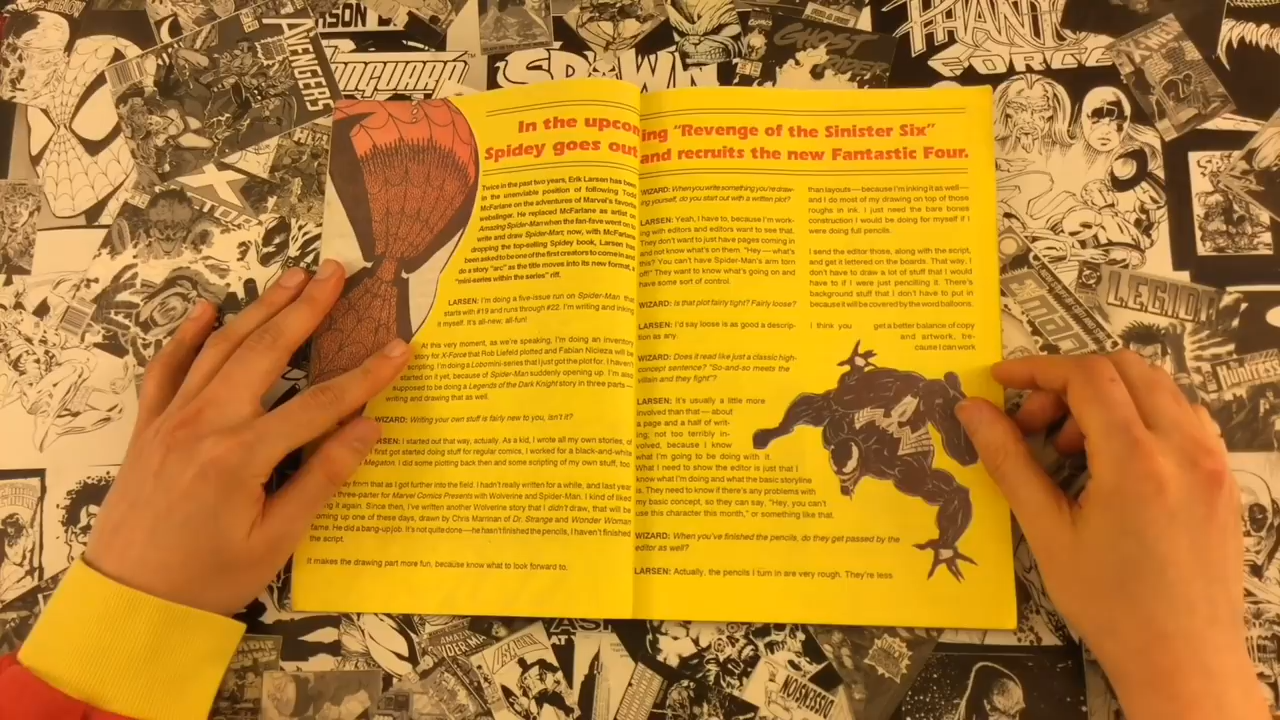 AVENGERS
VANGUARD
SPAWN
GHOST RIDER
PHANTOM
FORCE
X-MEN
In the upcoming "Revenge of the Sinister Six"
Spidey goes out and recruits the new Fantastic Four.
Twice in the past two years, Erik Larsen has been
in the unenviable position of following Todd
McFarlane on the adventures of Marvel's favorite
webslinger. He replaced McFarlane as artist on
Amazing Spider-Man when the fan-fave went on to
write and draw Spider-Man; now, with McFarlane
dropping the top-selling Spidey book, Larsen has
been asked to be one of the first creators to come in and
do a story "arc" as the title moves into its new format, a
"mini-series within the series" riff.
LARSEN: I'm doing a five-issue run on Spider-Man that
starts with #19 and runs through #22. I'm writing and inking
it myself. It's all-new, all-fun!
At this very moment, as we're speaking, I'm doing an inventory
story for X-Force that Rob Liefeld plotted and Fabian Nicieza will be
scripting. I'm doing a Lobo mini-series that I just got the plot for. I haven't
started on it yet, because of Spider-Man suddenly opening up. I'm also
supposed to be doing a Legends of the Dark Knight story in three parts —
writing and drawing that as well.
WIZARD: Writing your own stuff is fairly new to you, isn't it?
RSEN: I started out that way, actually. As a kid, I wrote all my own stories, of
first got started doing stuff for regular comics, I worked for a black-and-white
Megaton. I did some plotting back then and some scripting of my own stuff, too.
ay from that as I got further into the field. I hadn't really written for a while, and last year
three-parter for Marvel Comics Presents with Wolverine and Spider-Man. I kind of liked
g it again. Since then, I've written another Wolverine story that I didn't draw, that will be
coming up one of these days, drawn by Chris Marrinan of Dr. Strange and Wonder Woman
fame. He did a bang-up job. It's not quite done — he hasn't finished the pencils, I haven't finished
the script.
It makes the drawing part more fun, because know what to look forward to.
WIZARD: When you write something you're draw-
ing yourself, do you start out with a written plot?
LARSEN: Yeah, I have to, because I'm work-
ing with editors and editors want to see that.
They don't want to just have pages coming in
and not know what's on them. "Hey — what's
this? You can't have Spider-Man's arm torn
off!" They want to know what's going on and
have some sort of control.
WIZARD: Is that plot fairly tight? Fairly loose?
LARSEN: I'd say loose is as good a descrip-
tion as any.
WIZARD: Does it read like just a classic high-
concept sentence? "So-and-so meets the
villain and they fight"?
LARSEN: It's usually a little more
involved than that — about
a page and a half of writ-
ing; not too terribly in-
volved, because I know
what I'm going to be doing with it.
What I need to show the editor is just that I
know what I'm doing and what the basic storyline
is. They need to know if there's any problems with
my basic concept, so they can say, "Hey, you can't
use this character this month," or something like that.
WIZARD: When you've finished the pencils, do they get passed by the
editor as well?
LARSEN: Actually, the pencils I turn in are very rough. They're less
than layouts — because I'm inking it as well —
and I do most of my drawing on top of those
roughs in ink. I just need the bare bones
construction I would be doing for myself if I
were doing full pencils.
I send the editor those, along with the script,
and get it lettered on the boards. That way, I
don't have to draw a lot of stuff that I would
have to if I were just pencilling it. There's
background stuff that I don't have to put in
because it will be covered by the word balloons.
I think you get a better balance of copy
and artwork, be-
cause I can work
LEGION
Huntress
AMAZING
SPIDER-MAN